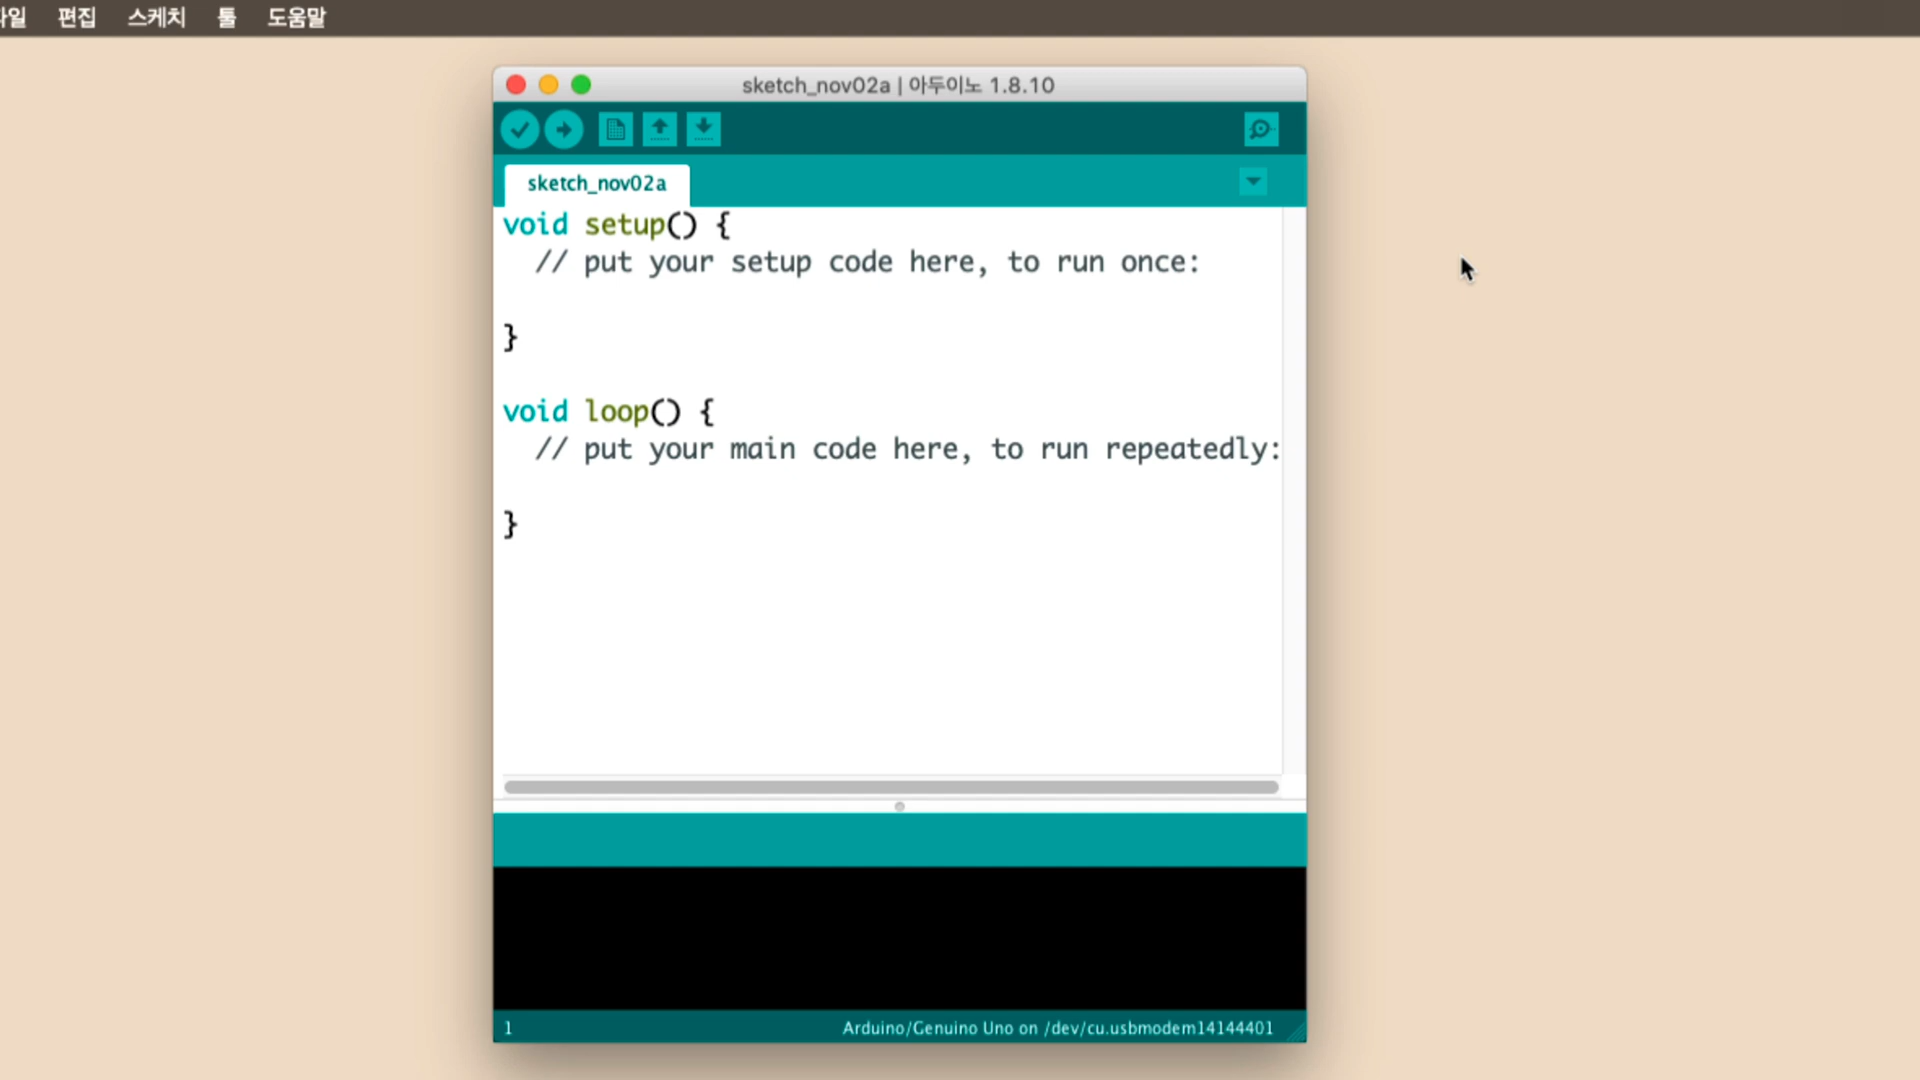 편집 스케치 툴 도움말
sketch_nov02a | 아두이노 1.8.10
sketch_nov02a
void setup() {
// put your setup code here, to run once:
}
void loop() {
// put your main code here, to run repeatedly:
}
1 Arduino/Genuino Uno on /dev/cu.usbmodem14144401